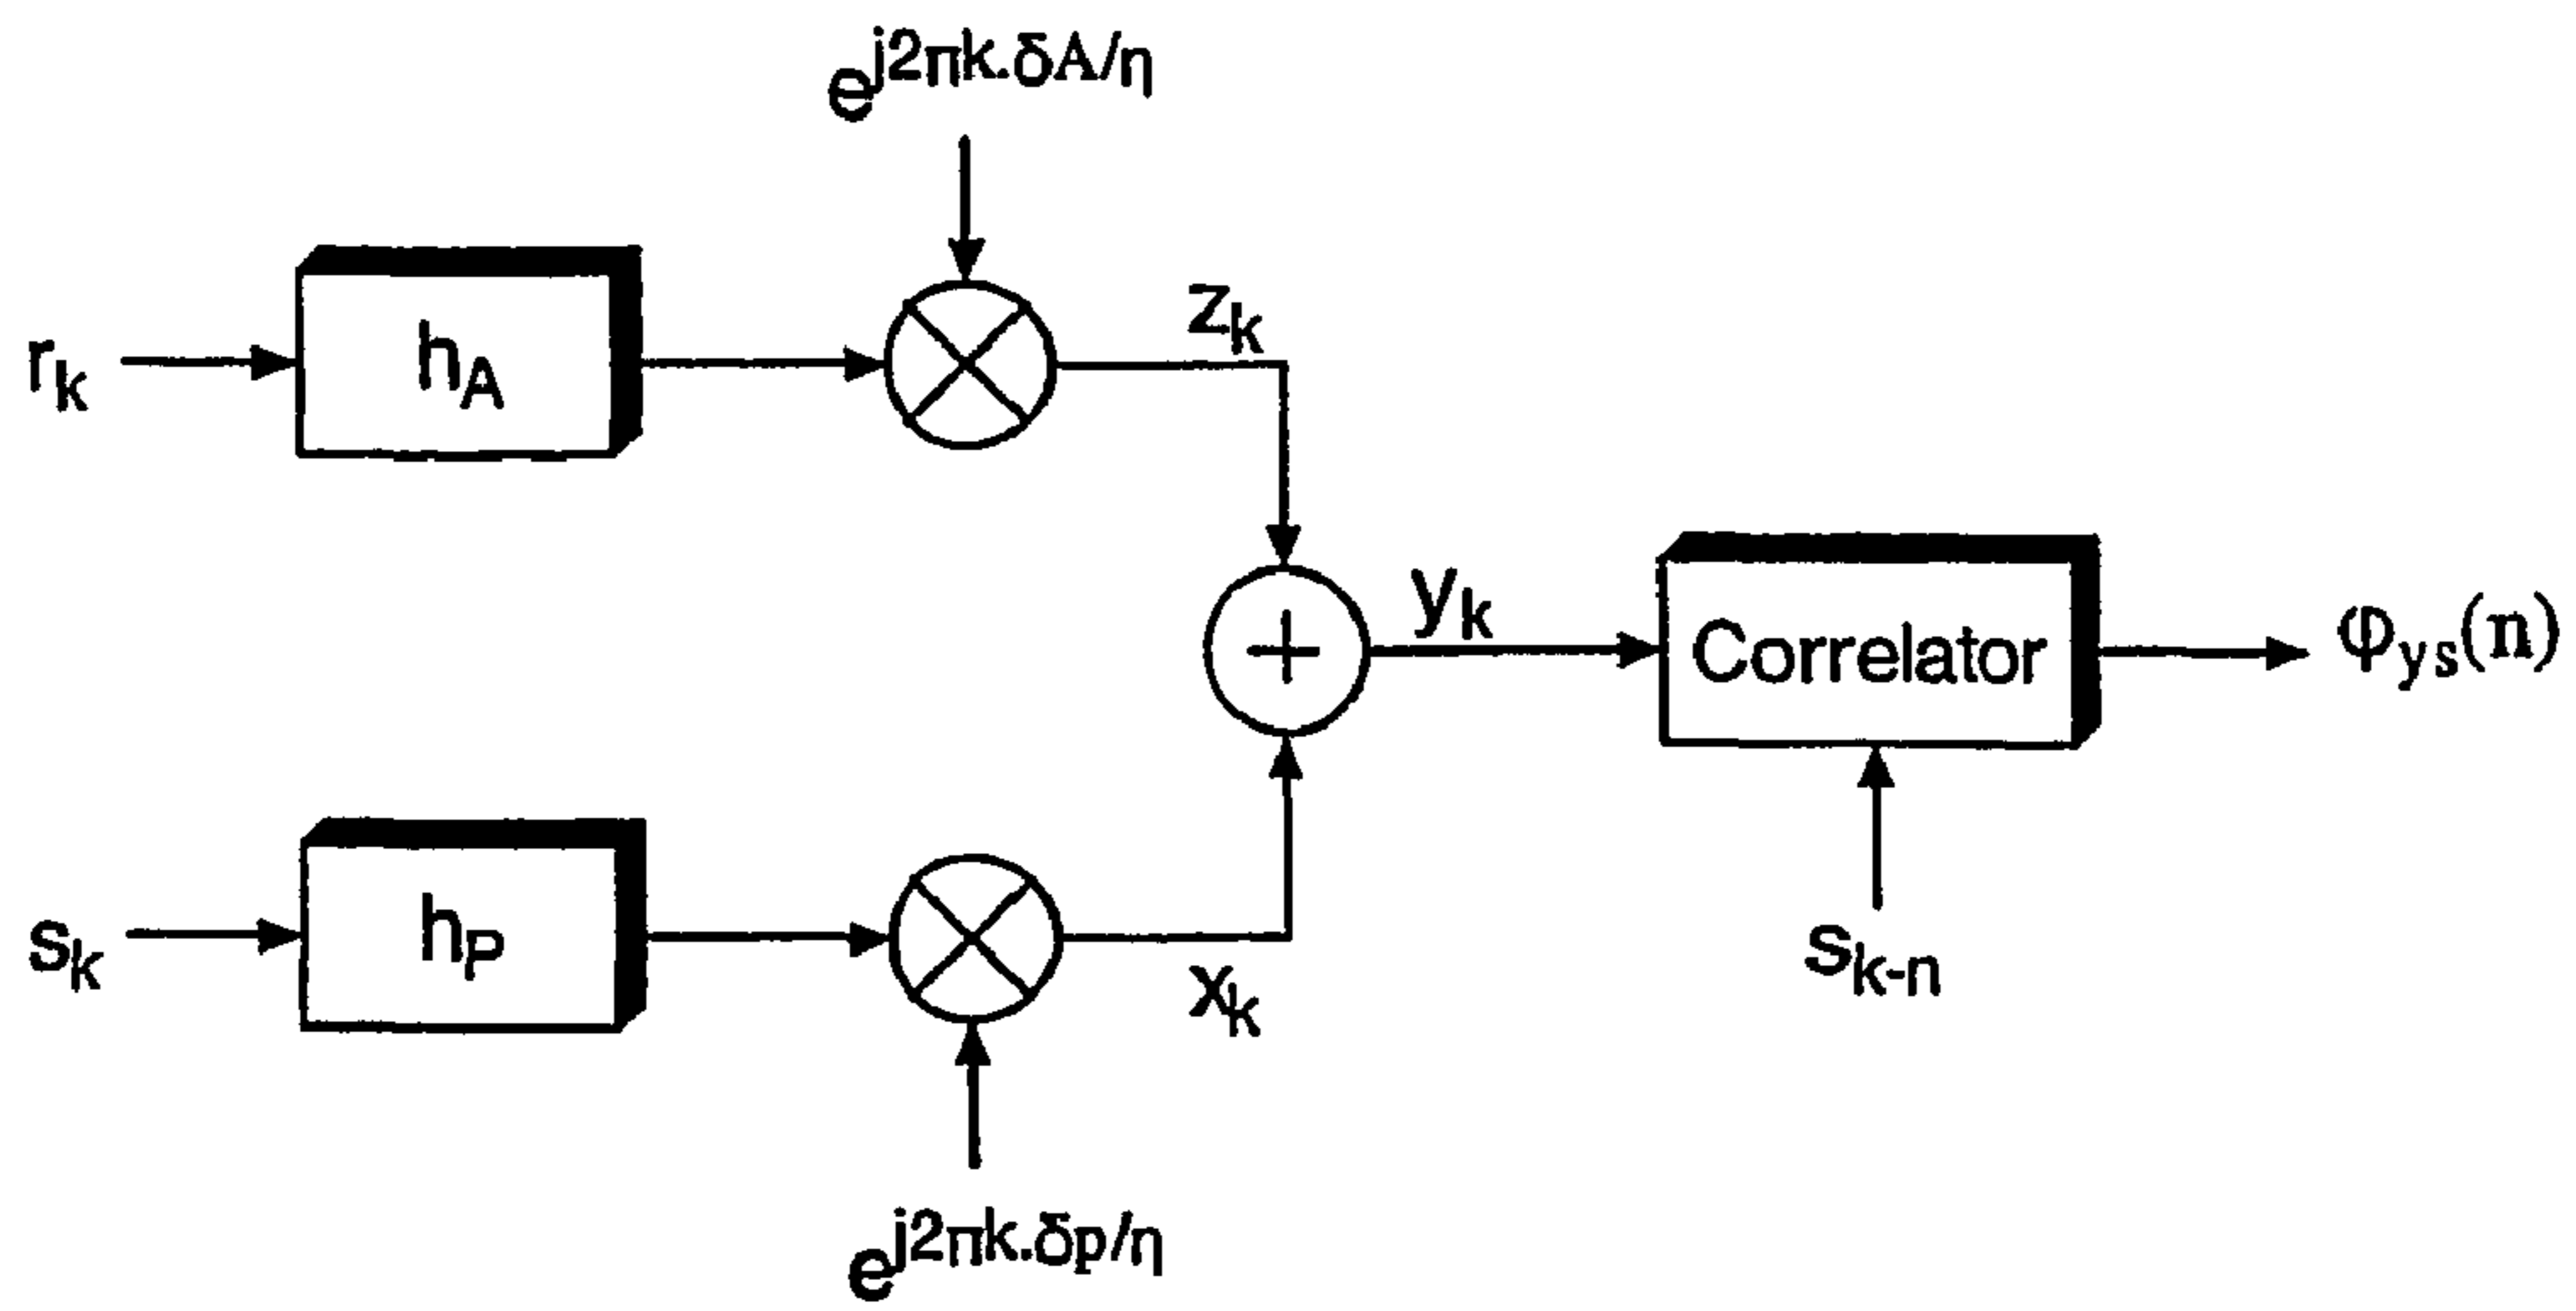 e^j2πk.δA/η
r_k
h_A
z_k
y_k
Correlator
φ_ys(n)
s_k
h_P
x_k
s_k-n
e^j2πk.δp/η